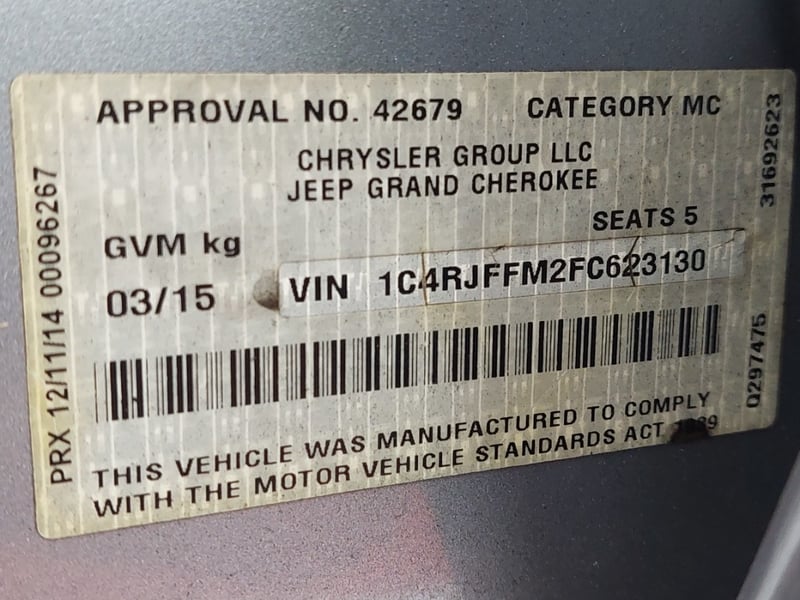 APPROVAL NO. 42679 CATEGORY MC
CHRYSLER GROUP LLC
JEEP GRAND CHEROKEE
SEATS 5
GVM kg
03/15
VIN 1C4RJFFM2FC623130
THIS VEHICLE WAS MANUFACTURED TO COMPLY
WITH THE MOTOR VEHICLE STANDARDS ACT
PRX 12/11/14 00096267
31692623
Q297475